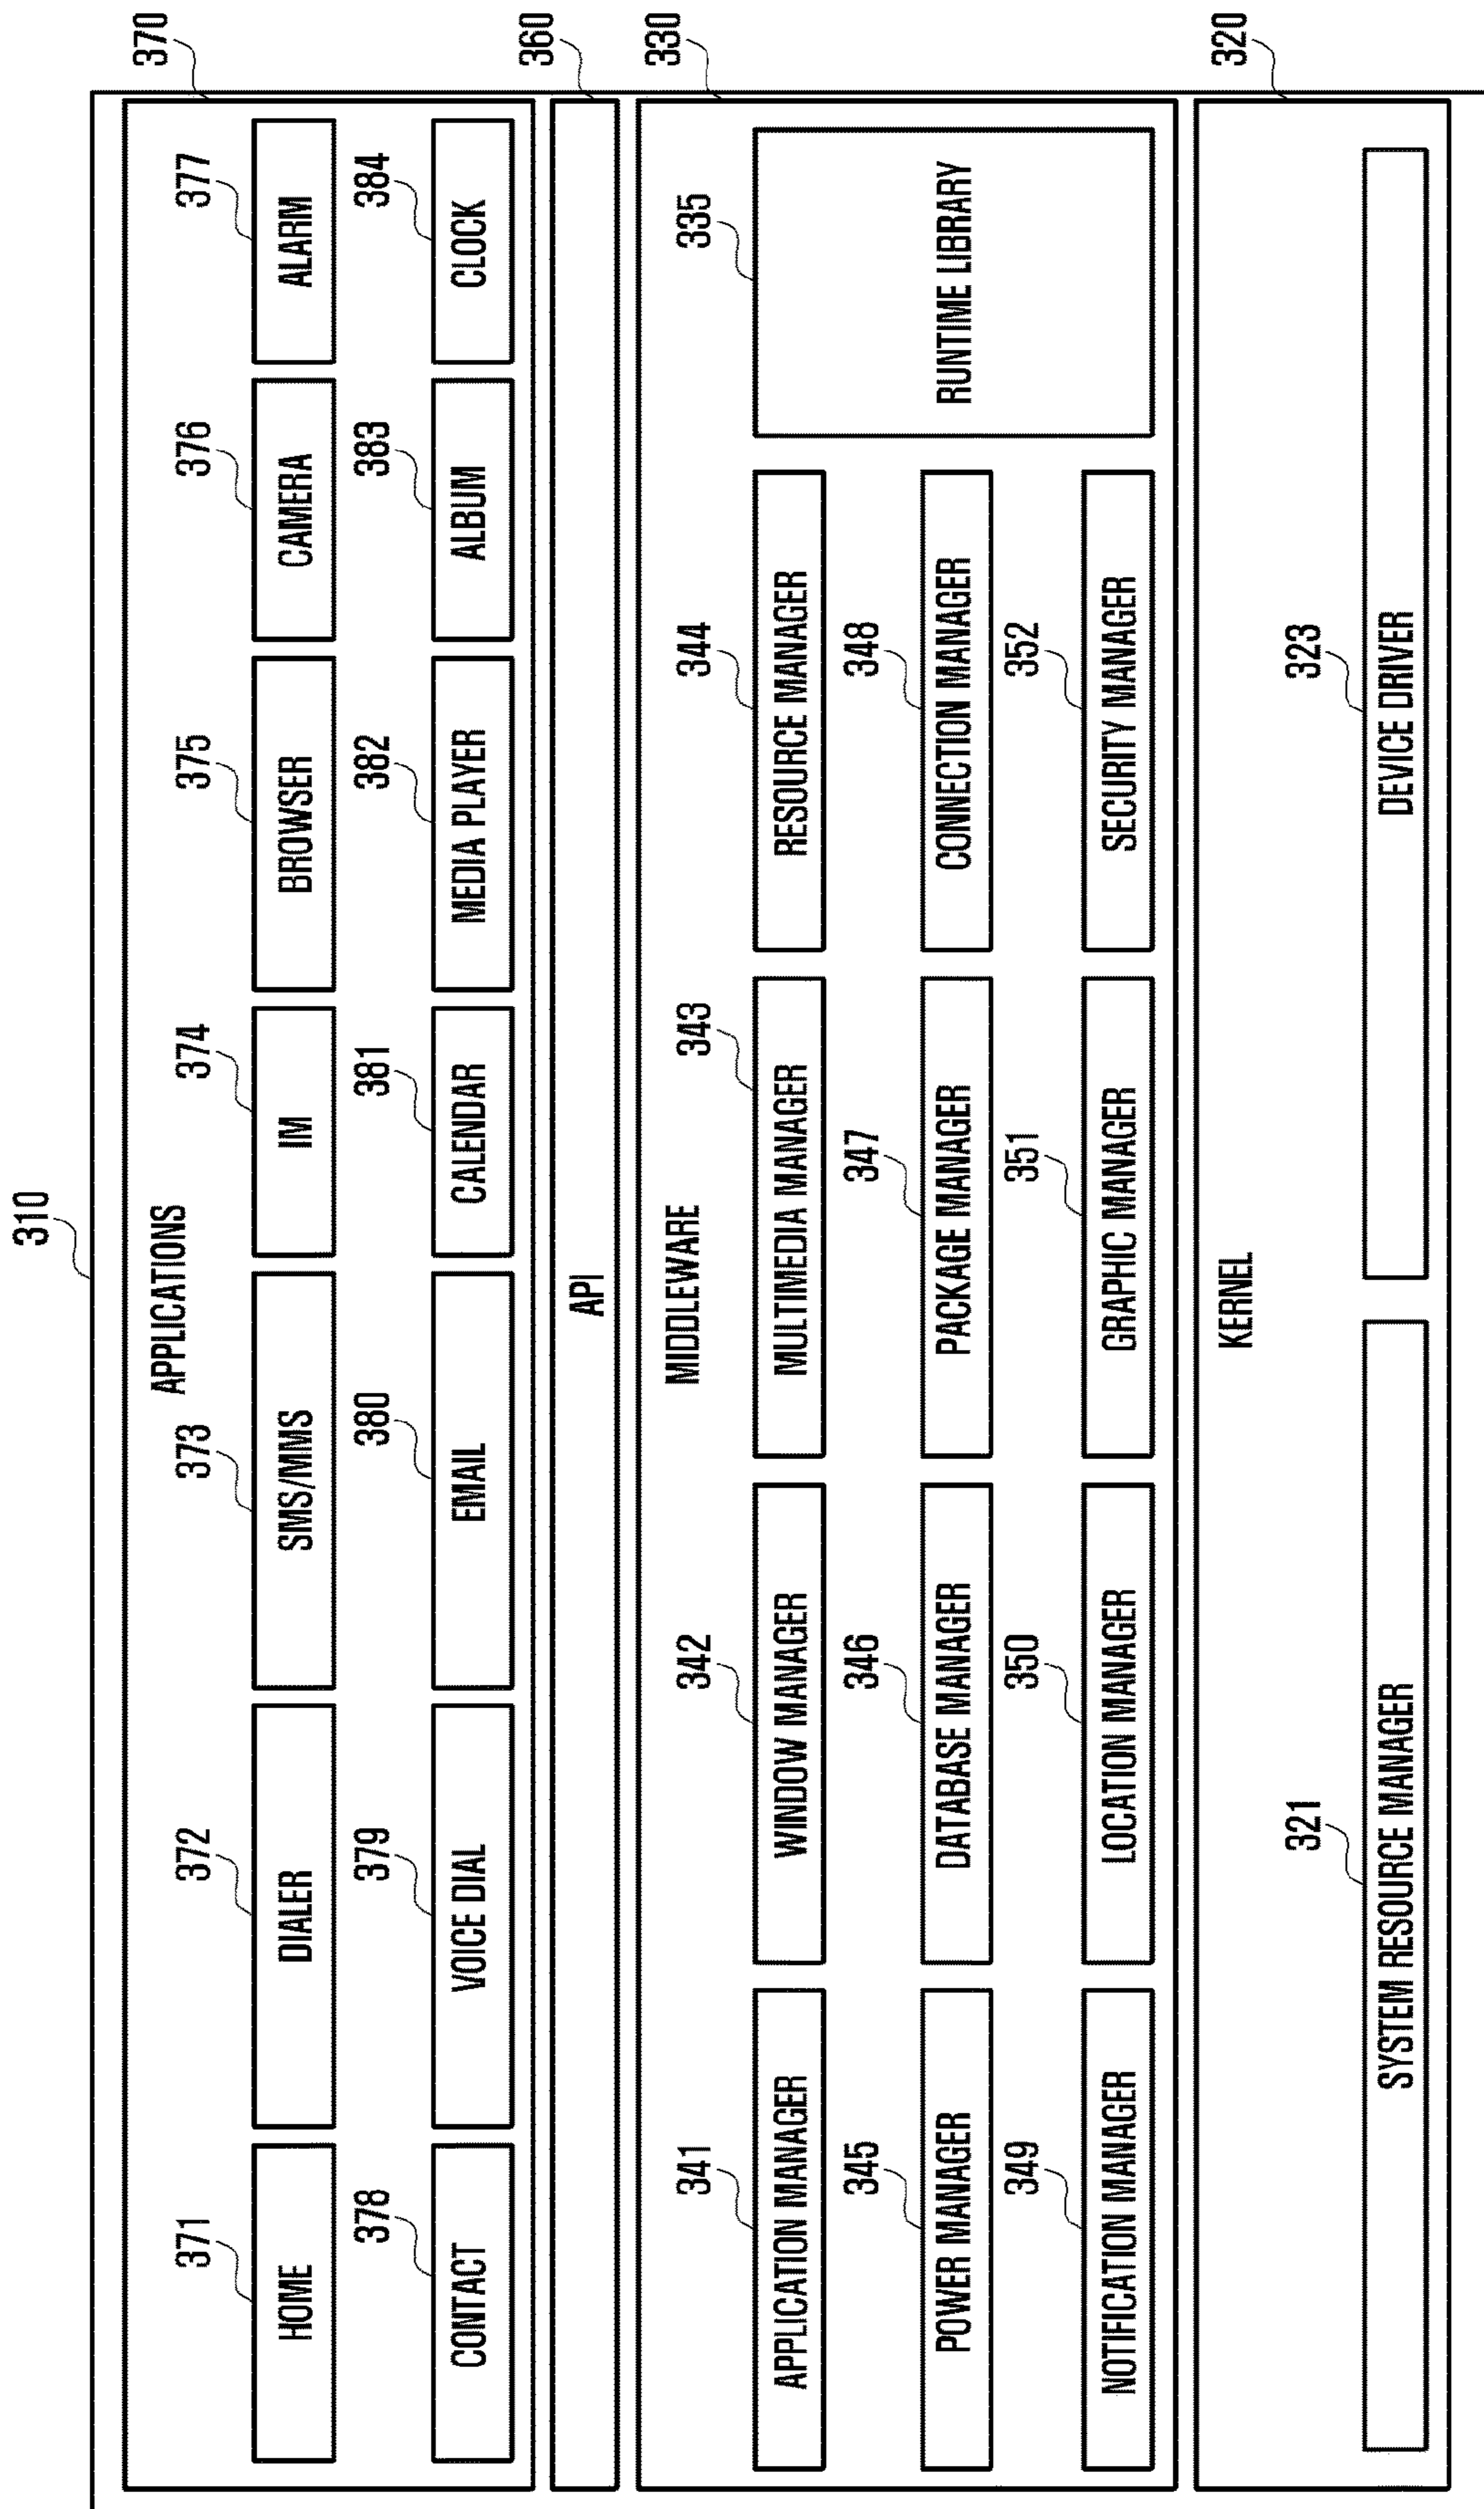 310
370
APPLICATIONS
371 372 373 374 375 376 377
HOME DIALER SMS/MMS IM BROWSER CAMERA ALARM
378 379 380 381 382 383 384
CONTACT VOICE DIAL EMAIL CALENDAR MEDIA PLAYER ALBUM CLOCK
360
API
330
MIDDLEWARE
341 342 343 344 335
APPLICATION MANAGER WINDOW MANAGER MULTIMEDIA MANAGER RESOURCE MANAGER
345 346 347 348
POWER MANAGER DATABASE MANAGER PACKAGE MANAGER CONNECTION MANAGER RUNTIME LIBRARY
349 350 351 352
NOTIFICATION MANAGER LOCATION MANAGER GRAPHIC MANAGER SECURITY MANAGER
320
KERNEL
321 323
SYSTEM RESOURCE MANAGER DEVICE DRIVER